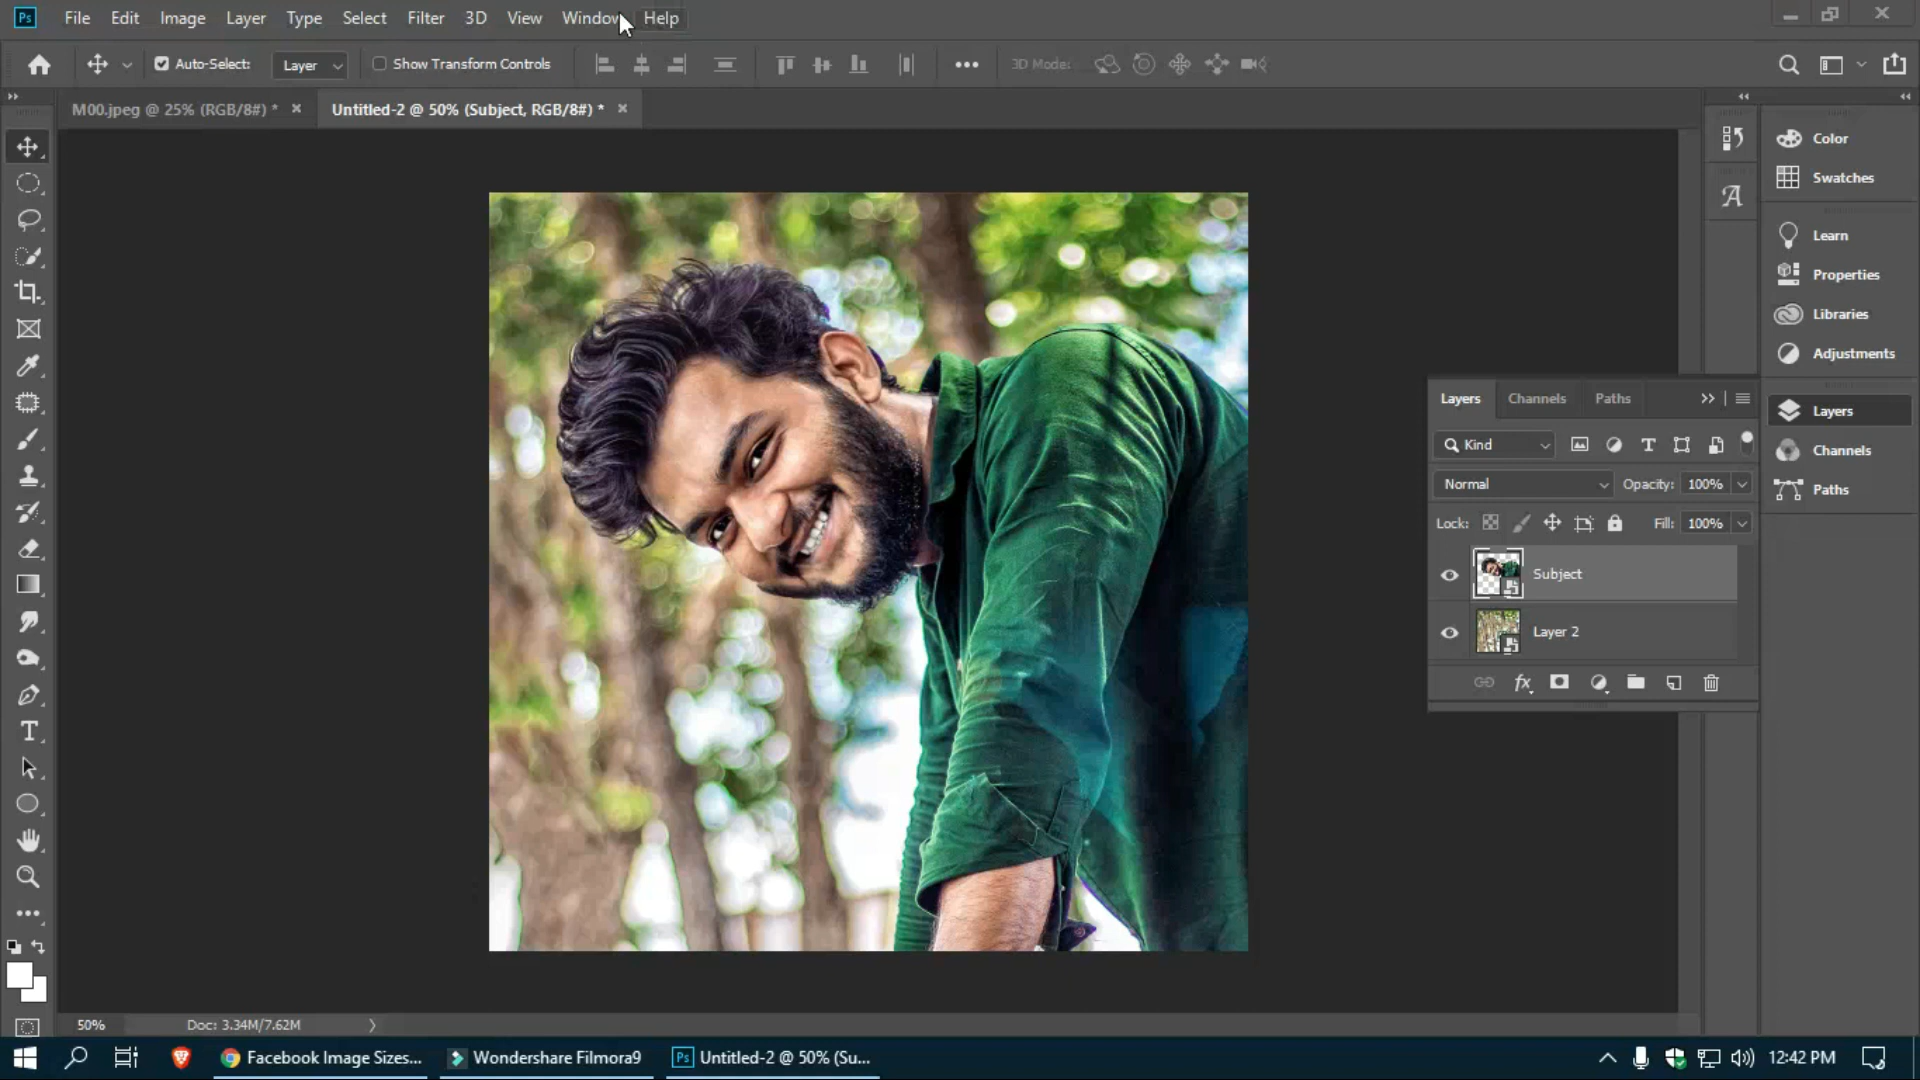 Ps File Edit Image Layer Type Select Filter 3D View Window Help
Auto-Select: Layer Show Transform Controls 3D Mode:
M00.jpeg @ 25% (RGB/8#) * × Untitled-2 @ 50% (Subject, RGB/8#) * ×
Color
Swatches
Learn
Properties
Libraries
Adjustments
Layers
Channels
Paths
Layers Channels Paths
Kind
Normal Opacity: 100%
Lock: Fill: 100%
Subject
Layer 2
fx
50% Doc: 3.34M/7.62M
Facebook Image Sizes... Wondershare Filmora9 Ps Untitled-2 @ 50% (Su... 12:42 PM